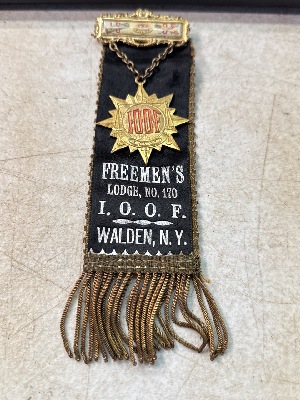 IOOF
FREEMEN'S
LODGE, NO. 170
I. O. O. F.
WALDEN, N.Y.